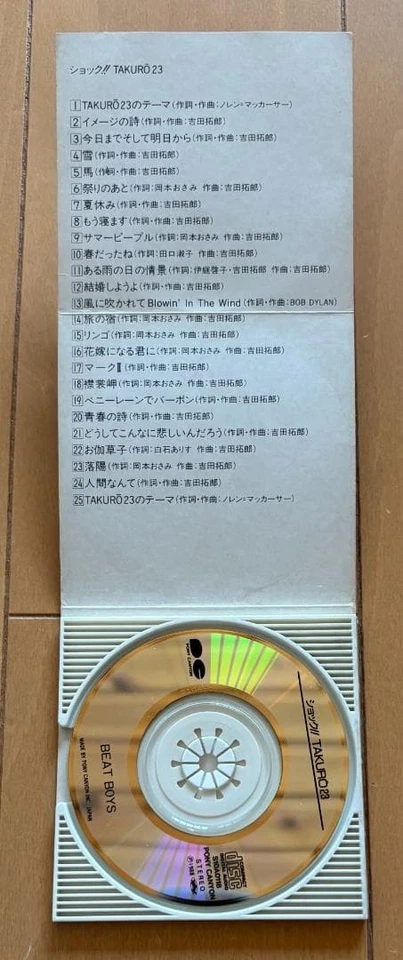 ショック!! TAKURŌ 23
1 TAKURŌ23のテーマ(作詞・作曲:ノレン=マッカーサー)
2 イメージの詩(作詞・作曲:吉田拓郎)
3 今日までそして明日から(作詞・作曲:吉田拓郎)
4 雪(作詞・作曲:吉田拓郎)
5 馬(作詞・作曲:吉田拓郎)
6 祭りのあと(作詞:岡本おさみ 作曲:吉田拓郎)
7 夏休み(作詞・作曲:吉田拓郎)
8 もう寝ます(作詞・作曲:吉田拓郎)
9 サマーピープル(作詞:岡本おさみ 作曲:吉田拓郎)
10 春だったね(作詞:田口淑子 作曲:吉田拓郎)
11 ある雨の日の情景(作詞:伊庭啓子・吉田拓郎 作曲:吉田拓郎)
12 結婚しようよ(作詞・作曲:吉田拓郎)
13 風に吹かれて Blowin' In The Wind(作詞・作曲:BOB DYLAN)
14 旅の宿(作詞:岡本おさみ 作曲:吉田拓郎)
15 リンゴ(作詞:岡本おさみ 作曲:吉田拓郎)
16 花嫁になる君に(作詞:岡本おさみ 作曲:吉田拓郎)
17 マークⅡ(作詞・作曲:吉田拓郎)
18 襟裳岬(作詞:岡本おさみ 作曲:吉田拓郎)
19 ペニーレーンでバーボン(作詞・作曲:吉田拓郎)
20 青春の詩(作詞・作曲:吉田拓郎)
21 どうしてこんなに悲しいんだろう(作詞・作曲:吉田拓郎)
22 お伽草子(作詞:白石ありす 作曲:吉田拓郎)
23 落陽(作詞:岡本おさみ 作曲:吉田拓郎)
24 人間なんて(作詞・作曲:吉田拓郎)
25 TAKURŌ23のテーマ(作詞・作曲:ノレン=マッカーサー)
PONY CANYON
ショック!! TAKURŌ 23
BEAT BOYS
MADE BY PONY CANYON INC. JAPAN
COMPACT
disc
DIGITAL AUDIO
PONY CANYON
S10A0118
STEREO
Ⓟ1988